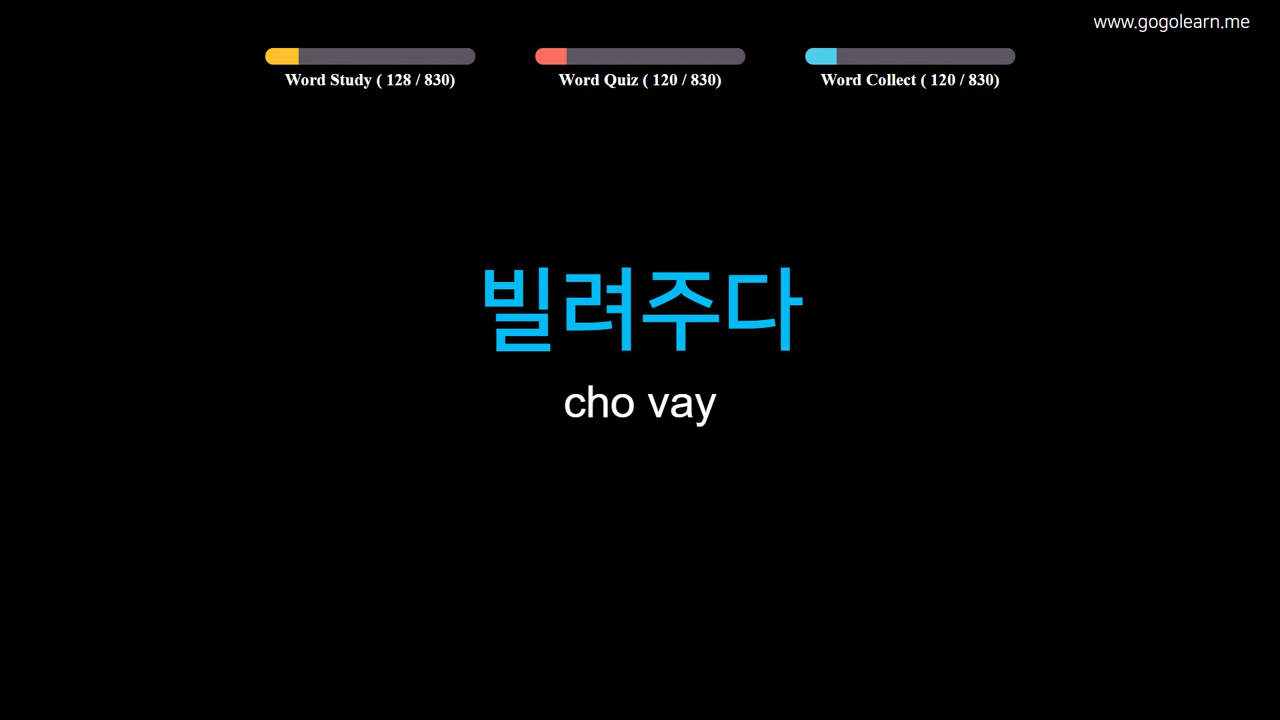 www.gogolearn.me
Word Study ( 128 / 830)
Word Quiz ( 120 / 830)
Word Collect ( 120 / 830)
빌려주다
cho vay